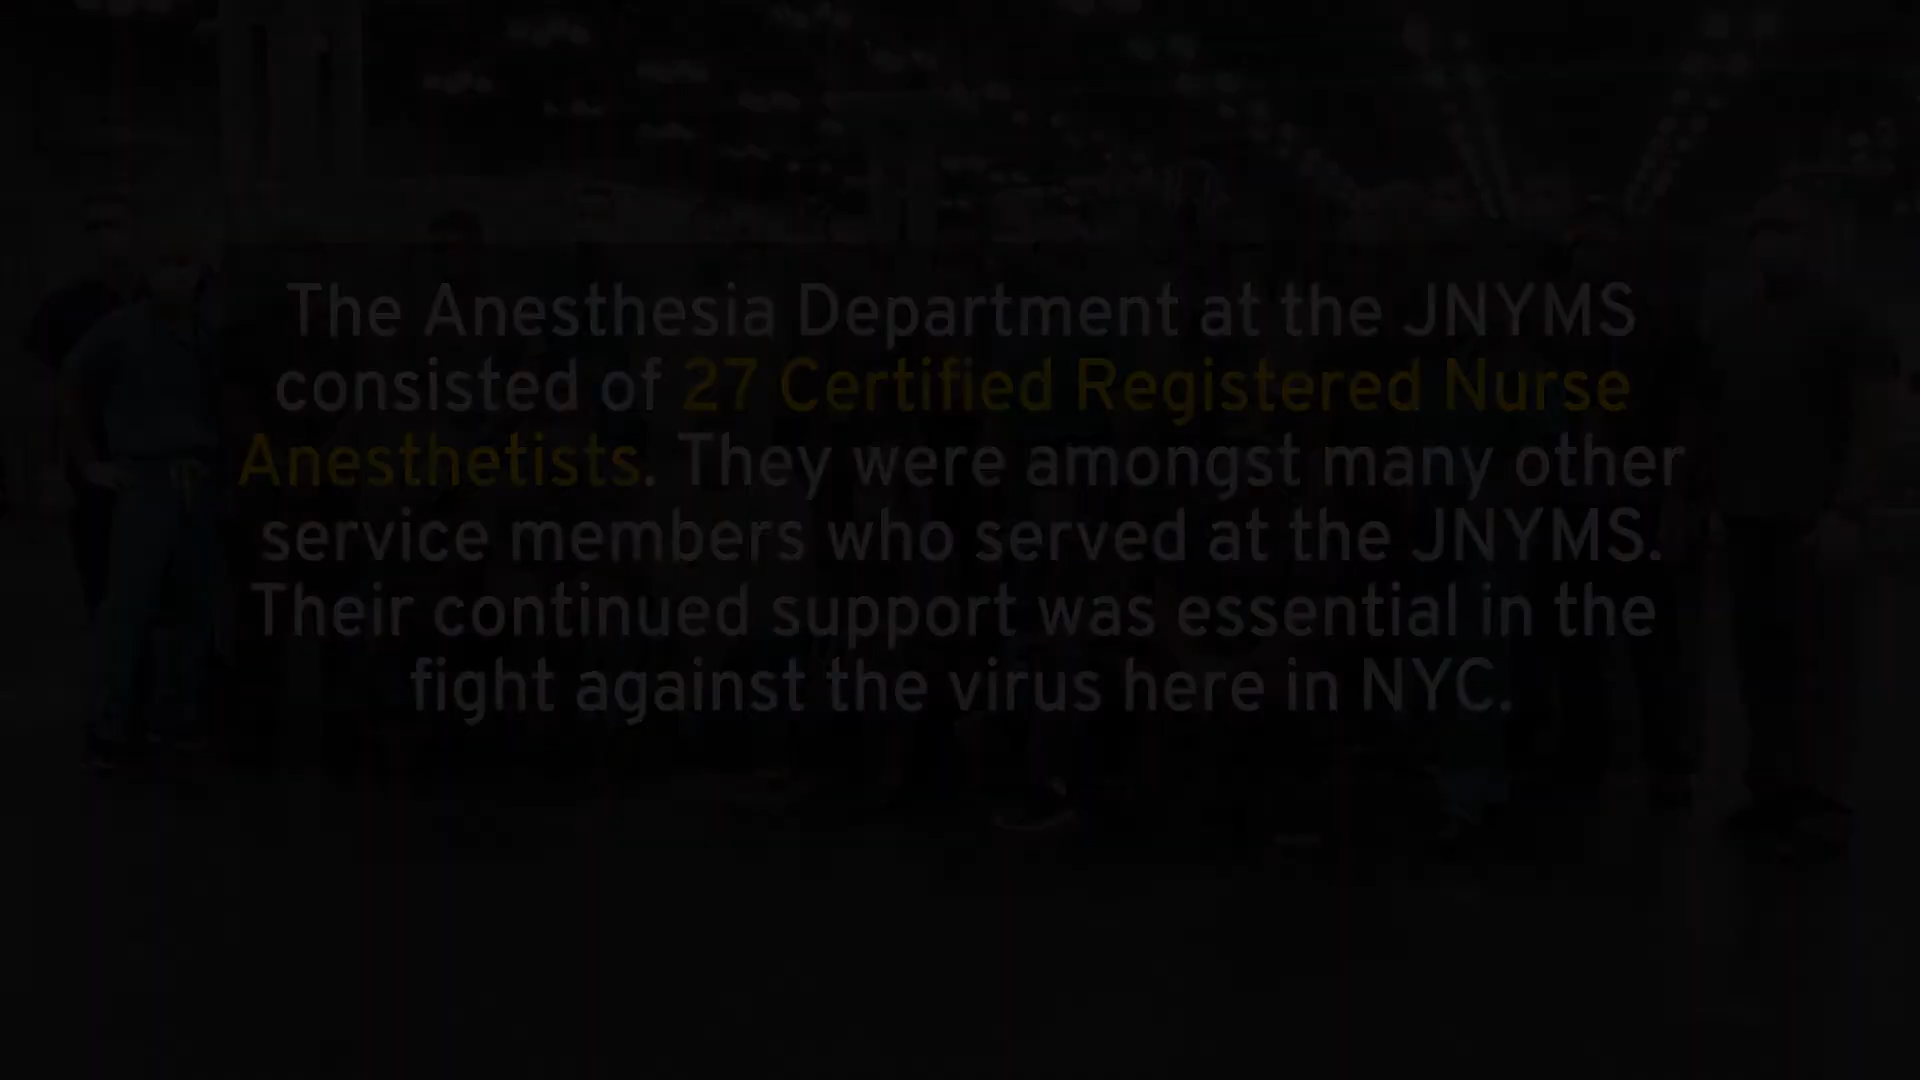 The Anesthesia Department at the JNYMS
consisted of 27 Certified Registered Nurse
Anesthetists. They were amongst many other
service members who served at the JNYMS.
Their continued support was essential in the
fight against the virus here in NYC.